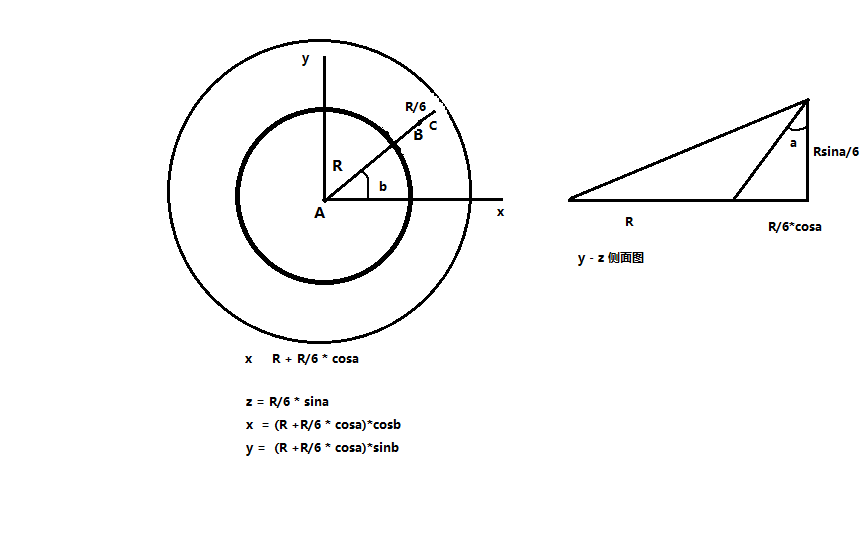 y
R/6
C
B
R
b
A
x
a
Rsina/6
R
R/6*cosa
y - z 侧面图
x R + R/6 * cosa
z = R/6 * sina
x = (R +R/6 * cosa)*cosb
y = (R +R/6 * cosa)*sinb